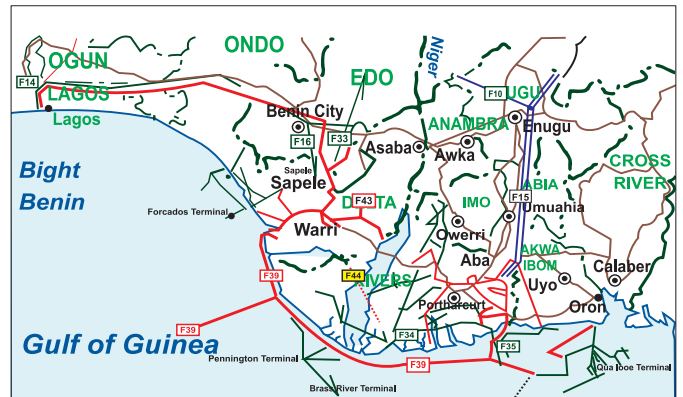 ONDO
OGUN
EDO
Niger
F14
F10
UGU
LAGOS
Lagos
Benin City
ANAMBRA
Enugu
F16
F33
Asaba
Awka
CROSS
RIVER
Bight
Benin
Sapele
Sapele
ABIA
F15
F43
DELTA
IMO
Umuahia
Forcados Terminal
Warri
Owerri
AKWA
IBOM
Aba
Calaber
F39
F44
RIVERS
Uyo
Portharcurt
Oron
F39
Gulf of Guinea
F34
F35
Pennington Terminal
F39
Qua Iooe Terminal
Brass River Terminal